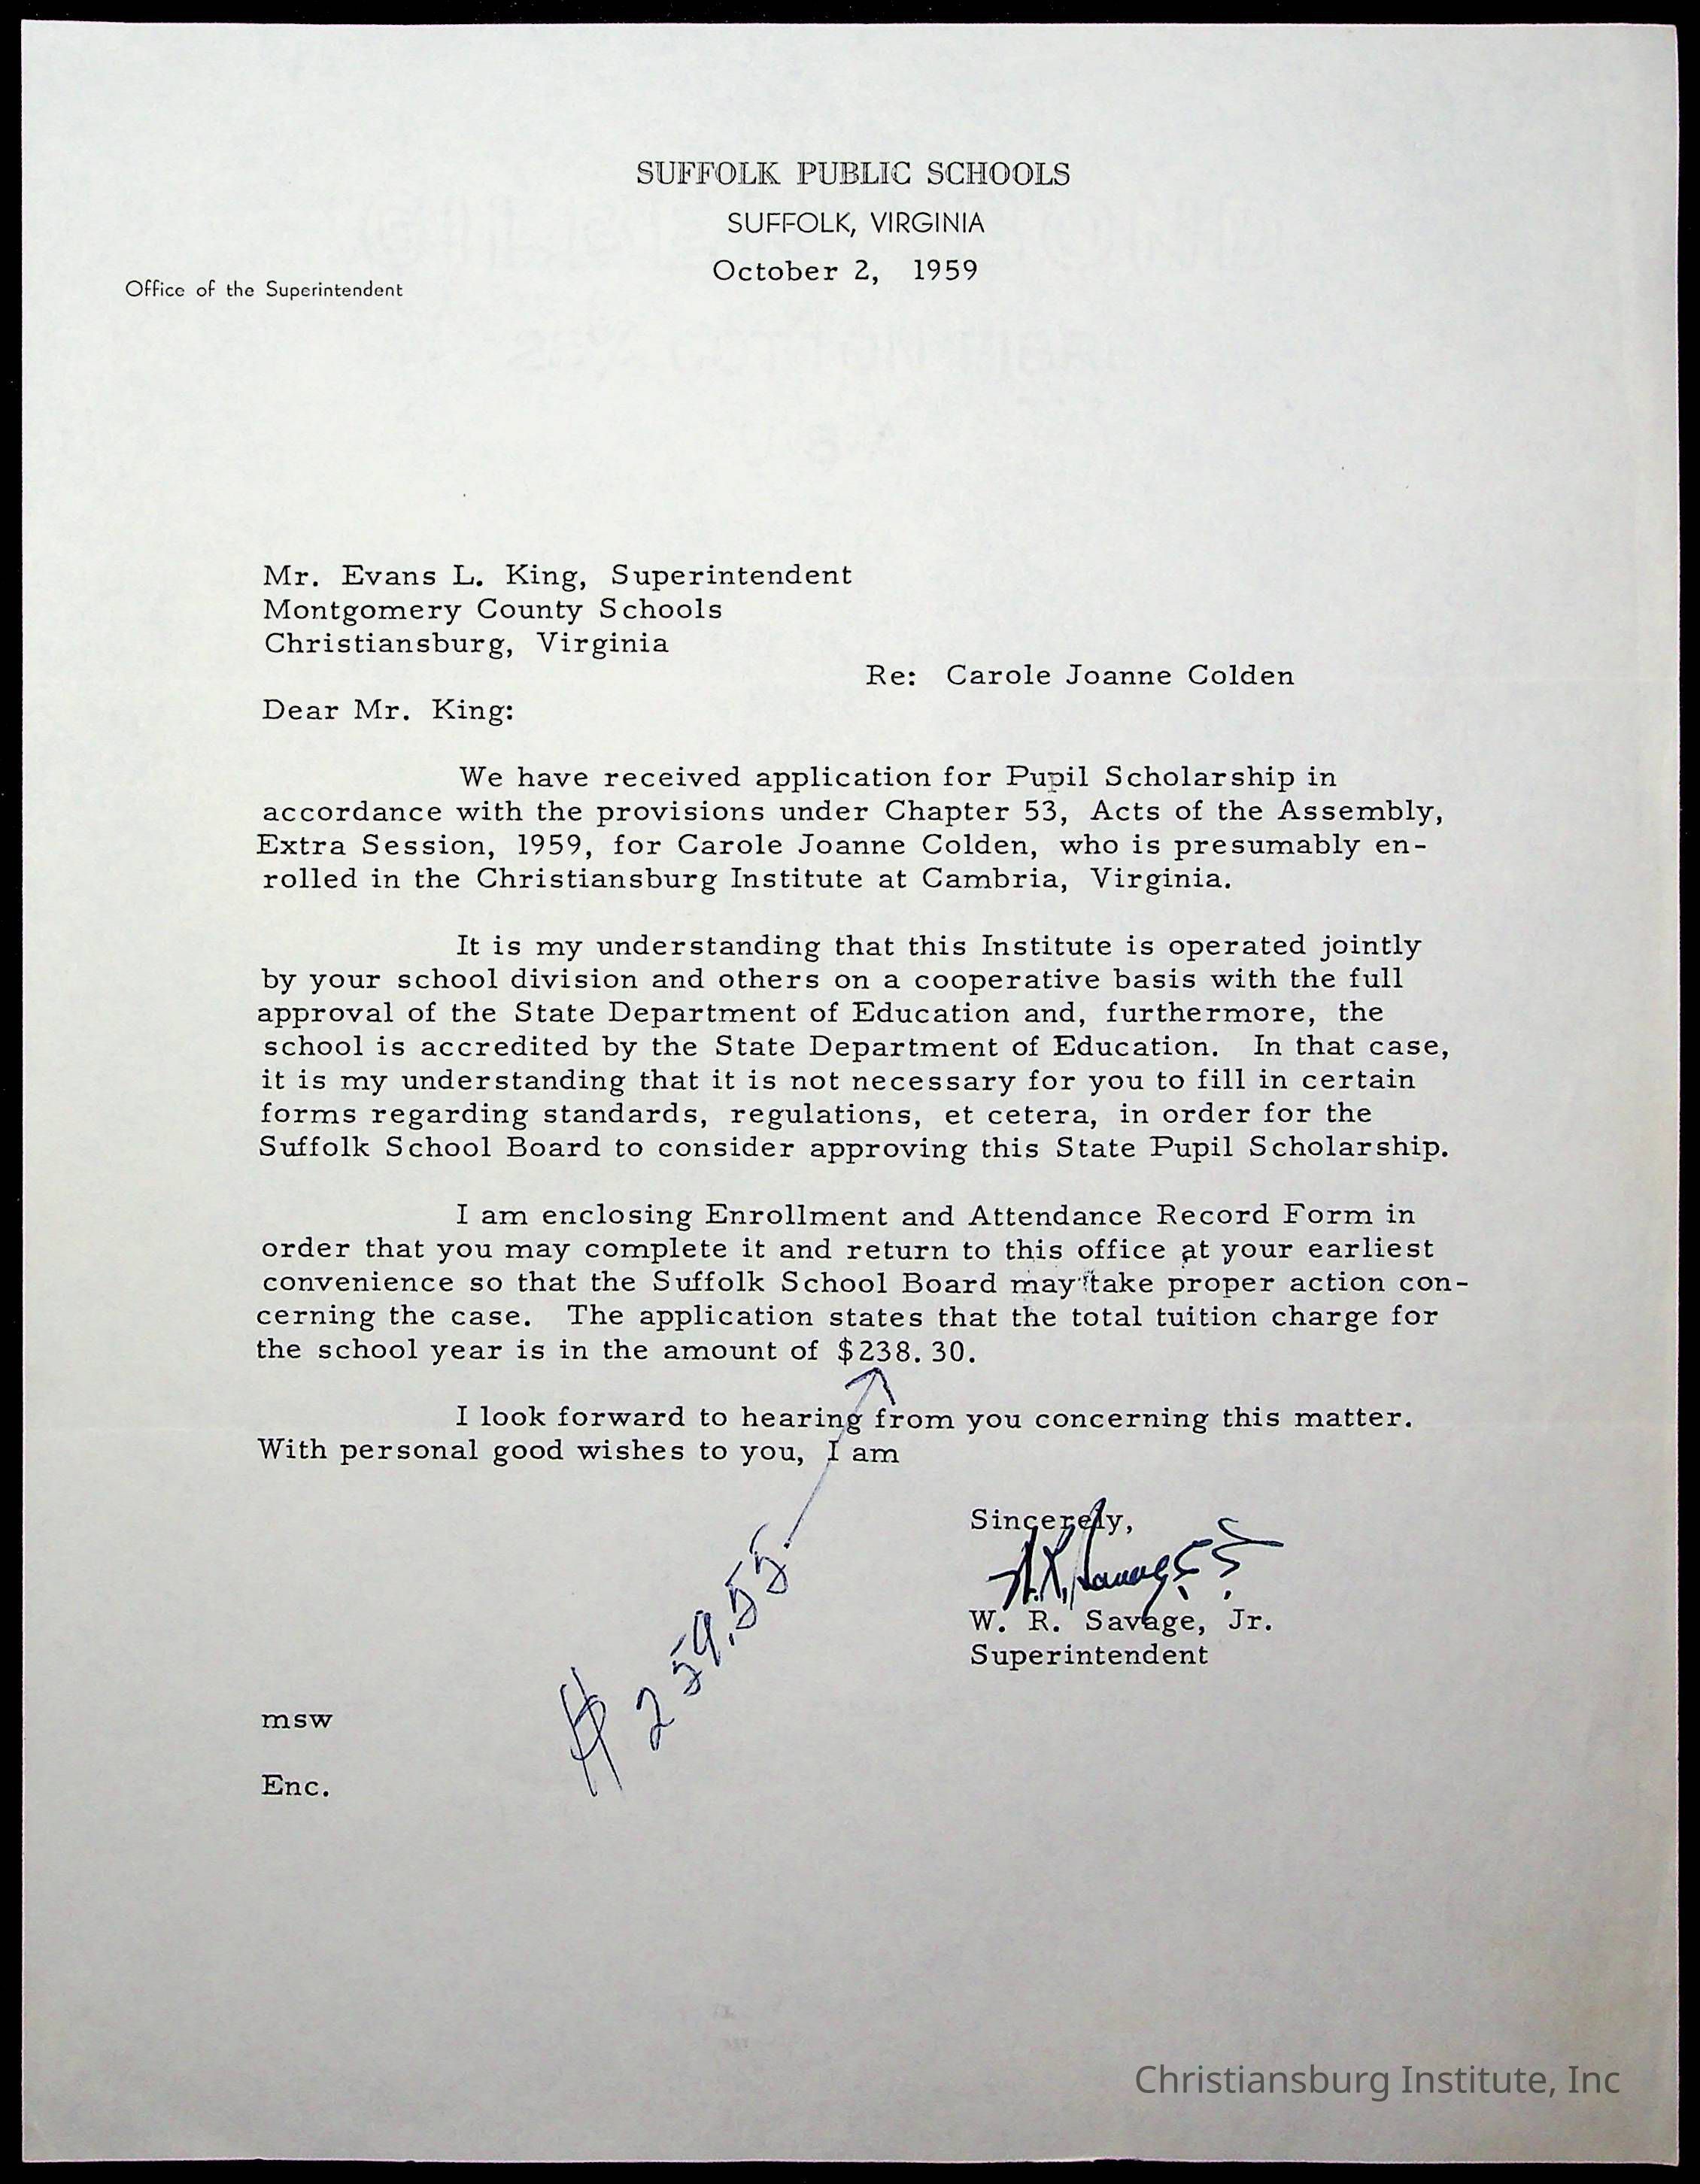 SUFFOLK PUBLIC SCHOOLS
SUFFOLK, VIRGINIA
October 2, 1959
Office of the Superintendent
Mr. Evans L. King, Superintendent
Montgomery County Schools
Christiansburg, Virginia
Re: Carole Joanne Colden
Dear Mr. King:
We have received application for Pupil Scholarship in
accordance with the provisions under Chapter 53, Acts of the Assembly,
Extra Session, 1959, for Carole Joanne Colden, who is presumably en-
rolled in the Christiansburg Institute at Cambria, Virginia.
It is my understanding that this Institute is operated jointly
by your school division and others on a cooperative basis with the full
approval of the State Department of Education and, furthermore, the
school is accredited by the State Department of Education. In that case,
it is my understanding that it is not necessary for you to fill in certain
forms regarding standards, regulations, et cetera, in order for the
Suffolk School Board to consider approving this State Pupil Scholarship.
I am enclosing Enrollment and Attendance Record Form in
order that you may complete it and return to this office at your earliest
convenience so that the Suffolk School Board may take proper action con-
cerning the case. The application states that the total tuition charge for
the school year is in the amount of $238.30.
I look forward to hearing from you concerning this matter.
With personal good wishes to you, I am
$259.55
Sincerely,
W. R. Savage, Jr.
Superintendent
msw
Enc.
Christiansburg Institute, Inc